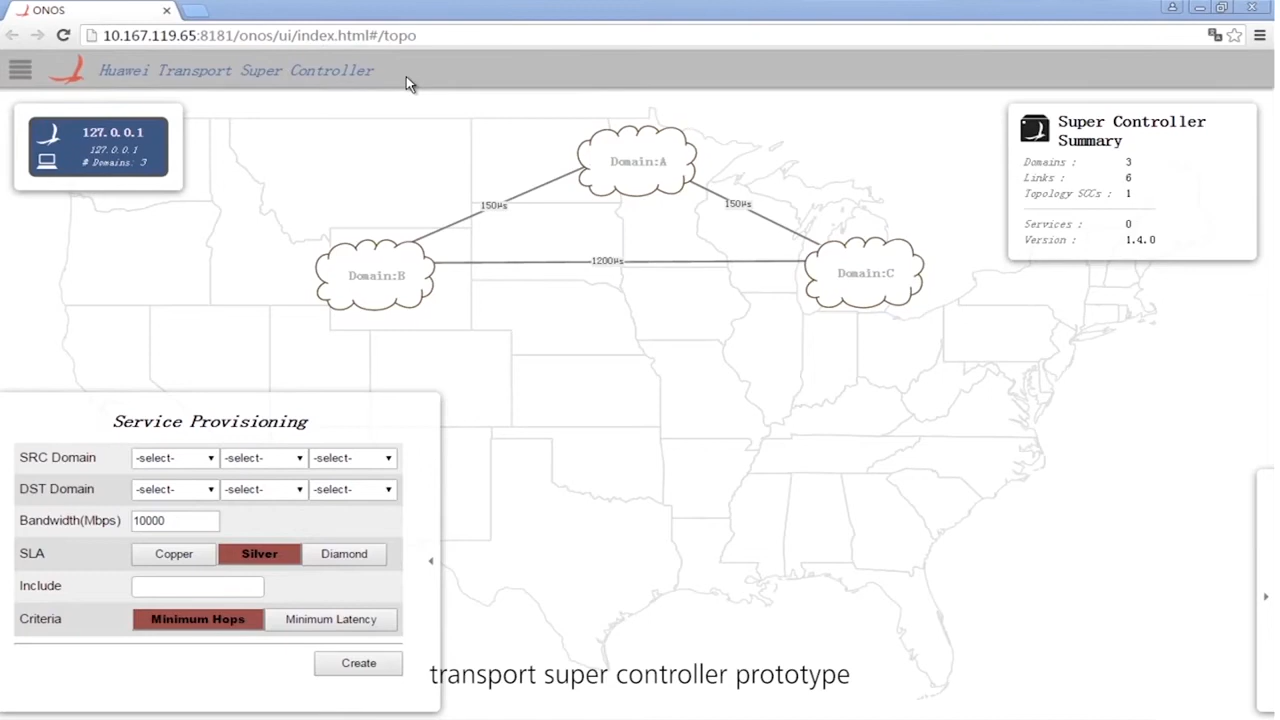 ONOS
10.167.119.65:8181/onos/ui/index.html#/topo
Huawei Transport Super Controller
127.0.0.1
127.0.0.1
# Domains: 3
Domain:A
150μs
150μs
Domain:B
1200μs
Domain:C
Super Controller
Summary
Domains : 3
Links : 6
Topology SCCs : 1
Services : 0
Version : 1.4.0
Service Provisioning
SRC Domain -select- -select- -select-
DST Domain -select- -select- -select-
Bandwidth(Mbps) 10000
SLA Copper Silver Diamond
Include
Criteria Minimum Hops Minimum Latency
Create
transport super controller prototype